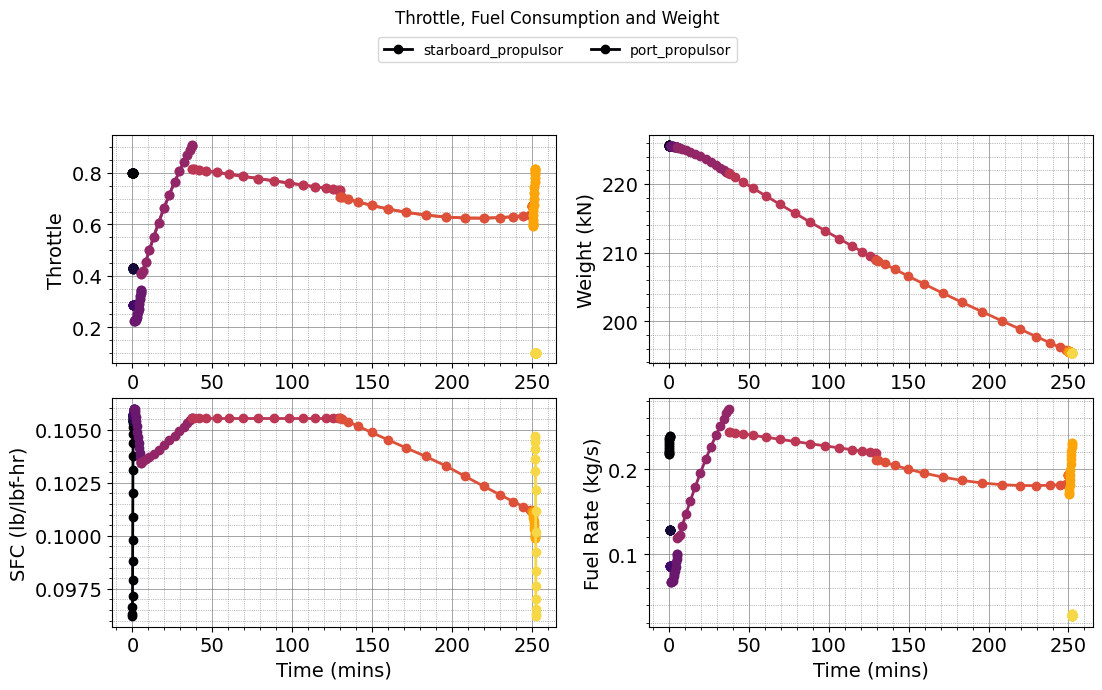 Throttle, Fuel Consumption and Weight
starboard_propulsor port_propulsor
Throttle
0.8
0.6
0.4
0.2
0 50 100 150 200 250
Weight (kN)
220
210
200
0 50 100 150 200 250
SFC (lb/lbf-hr)
0.1050
0.1025
0.1000
0.0975
0 50 100 150 200 250
Time (mins)
Fuel Rate (kg/s)
0.2
0.1
0 50 100 150 200 250
Time (mins)